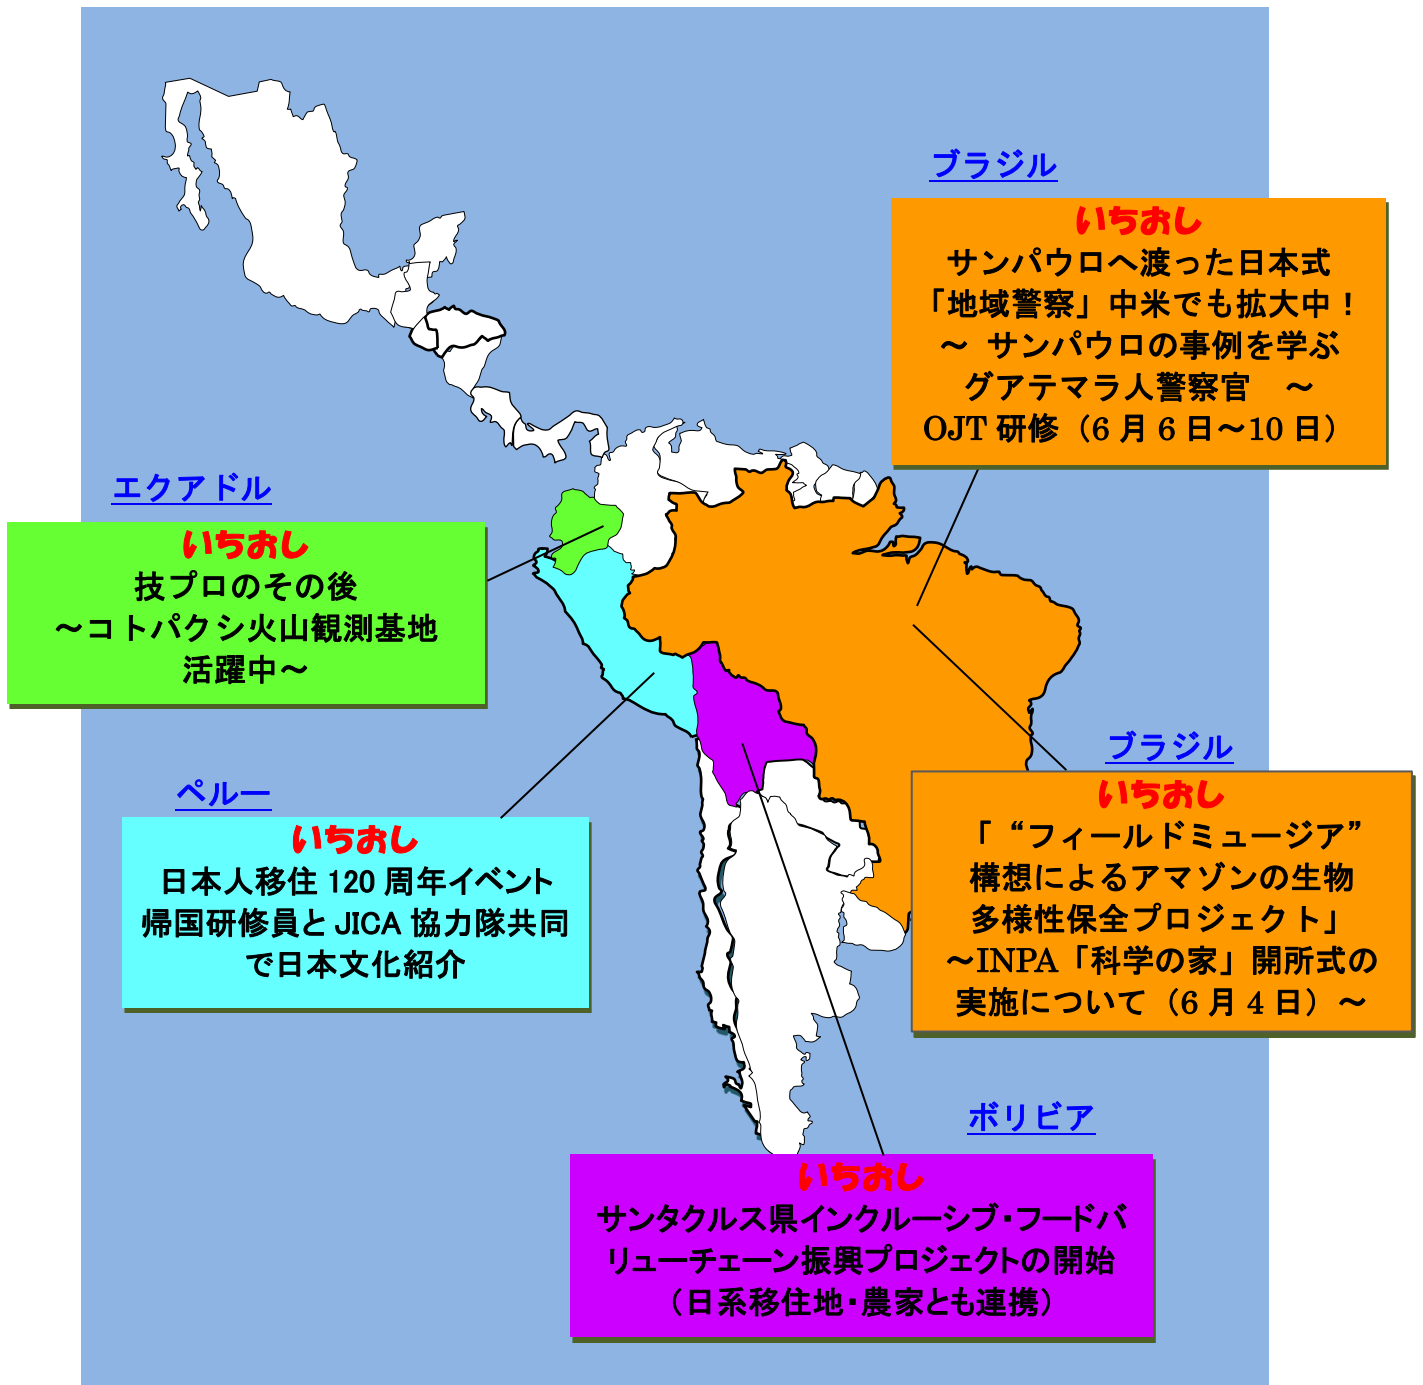 ブラジル
いちおし
サンパウロへ渡った日本式
「地域警察」中米でも拡大中！
～ サンパウロの事例を学ぶ
グアテマラ人警察官　～
OJT 研修（6 月 6 日～10 日）
エクアドル
いちおし
技プロのその後
～コトパクシ火山観測基地
活躍中～
ブラジル
いちおし
「 “フィールドミュージア”
構想によるアマゾンの生物
多様性保全プロジェクト」
～INPA「科学の家」開所式の
実施について（6 月 4 日）～
ペルー
いちおし
日本人移住 120 周年イベント
帰国研修員と JICA 協力隊共同
で日本文化紹介
ボリビア
いちおし
サンタクルス県インクルーシブ・フードバ
リューチェーン振興プロジェクトの開始
（日系移住地・農家とも連携）